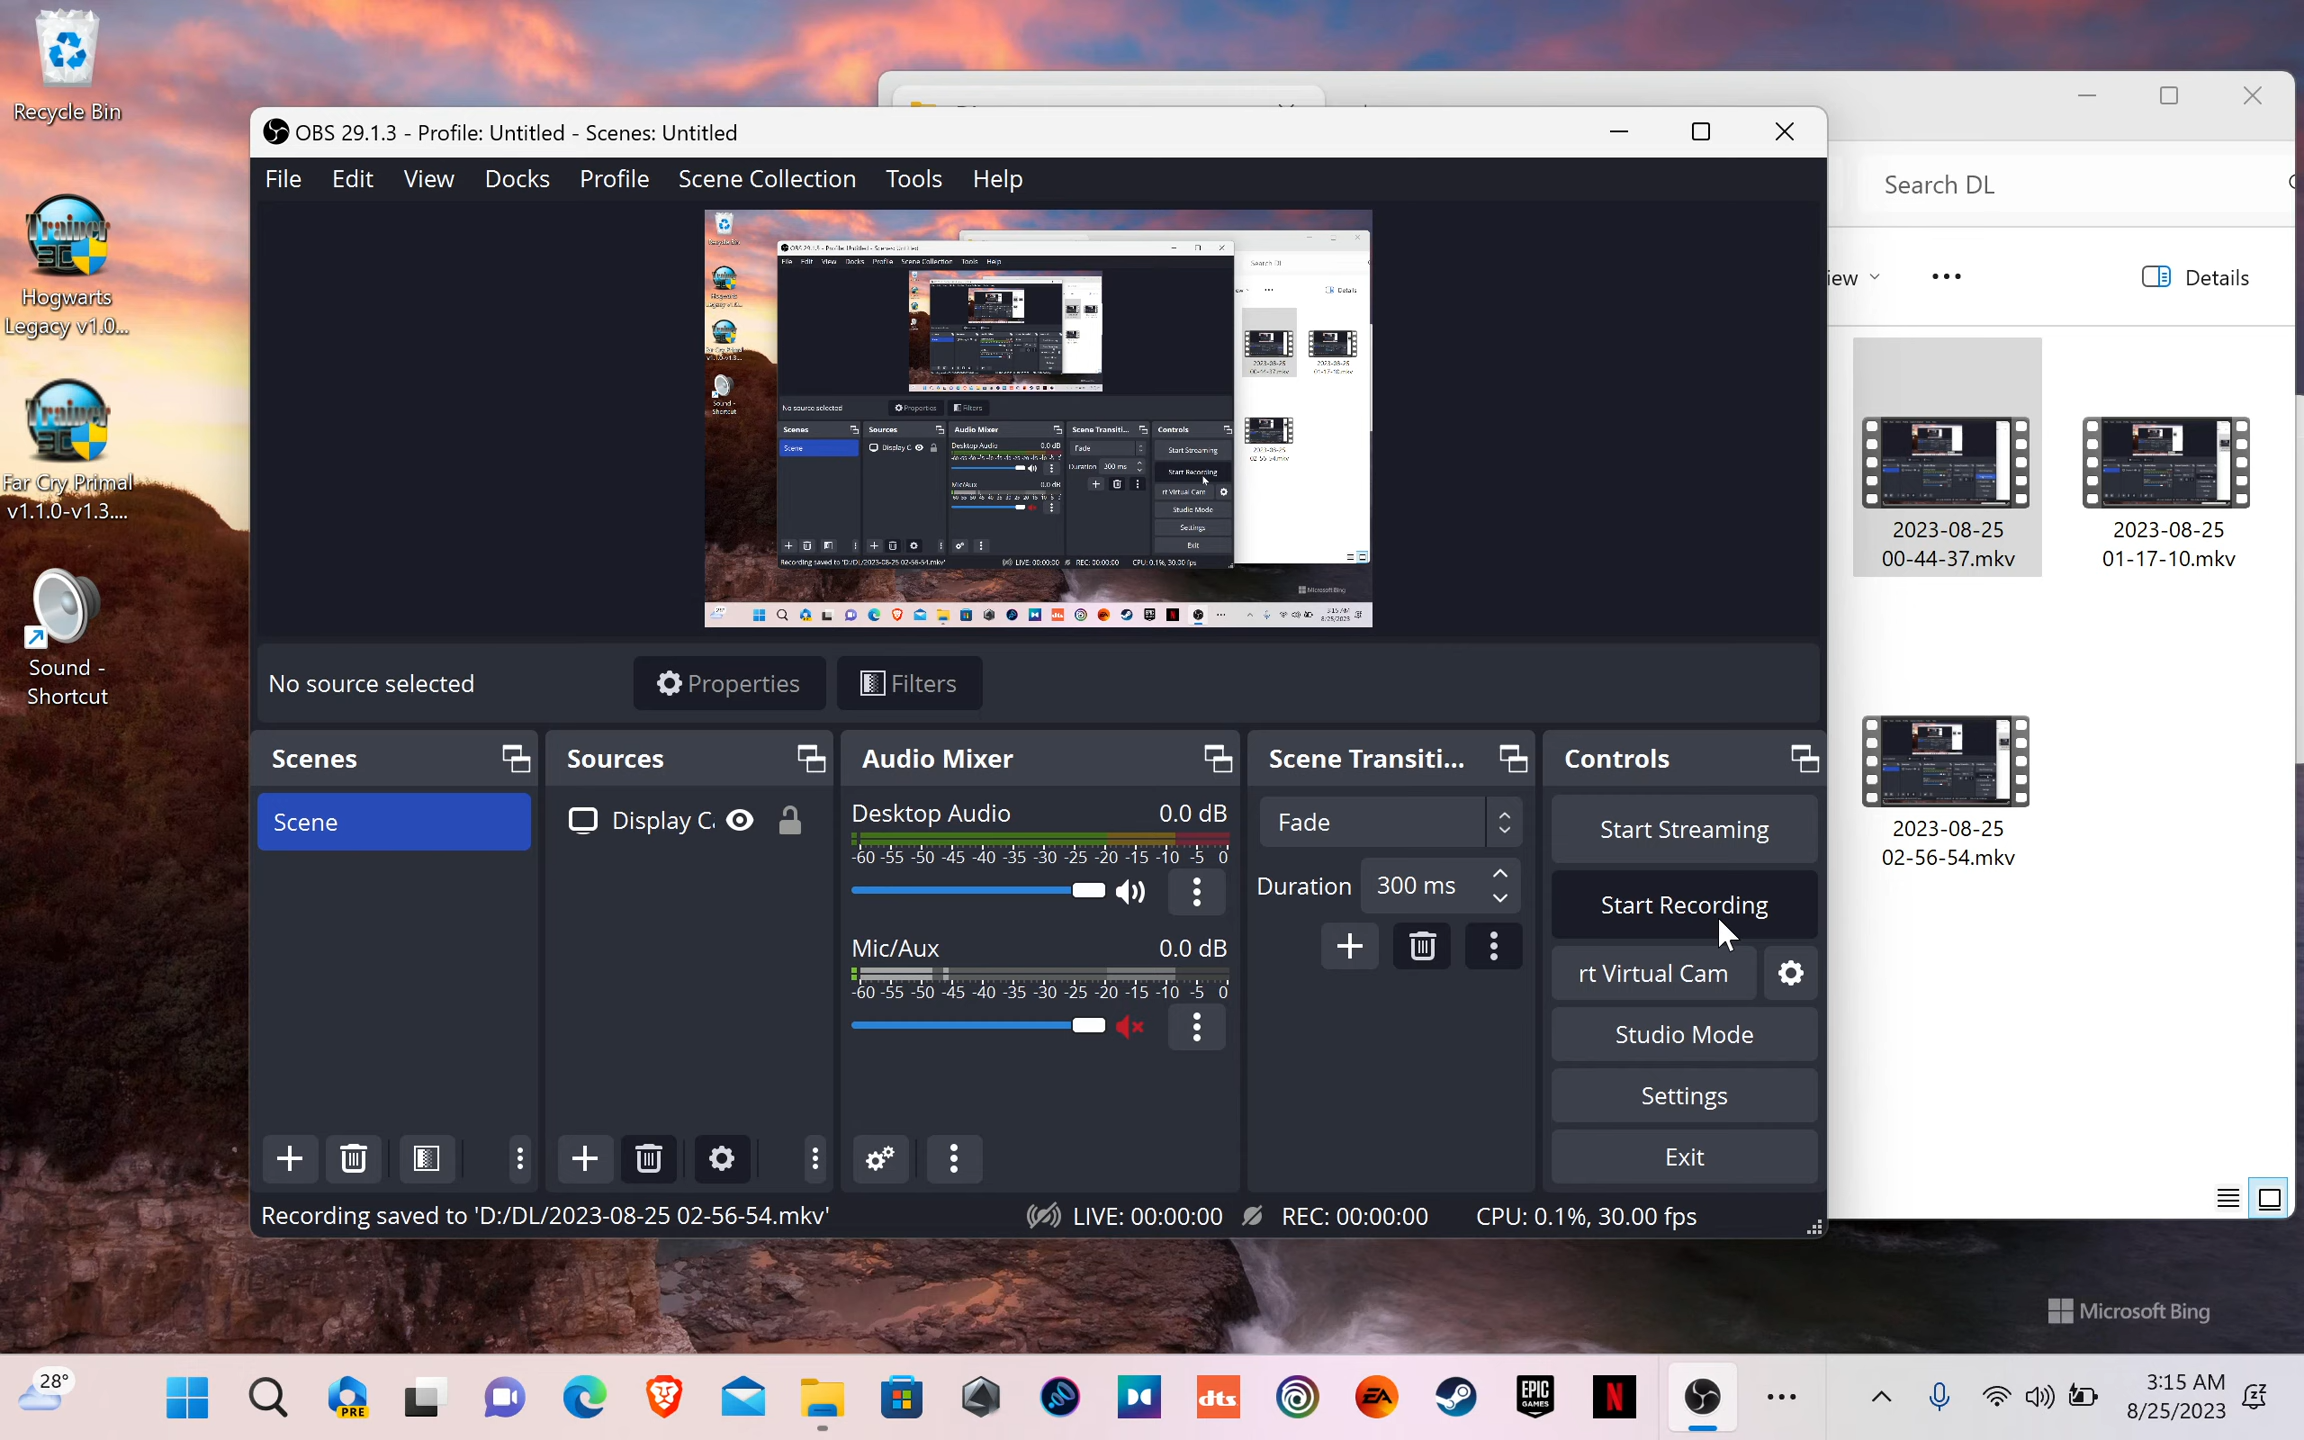 Recycle Bin
Hogwarts
Legacy v1.0...
Far Cry Primal
v1.1.0-v1.3....
Sound -
Shortcut
OBS 29.1.3 - Profile: Untitled - Scenes: Untitled
File Edit View Docks Profile Scene Collection Tools Help
No source selected
Properties
Filters
Scenes
Scene
Sources
Display C
Audio Mixer
Desktop Audio 0.0 dB
-60 -55 -50 -45 -40 -35 -30 -25 -20 -15 -10 -5 0
Mic/Aux 0.0 dB
-60 -55 -50 -45 -40 -35 -30 -25 -20 -15 -10 -5 0
Scene Transiti...
Fade
Duration 300 ms
Controls
Start Streaming
Start Recording
rt Virtual Cam
Studio Mode
Settings
Exit
Recording saved to 'D:/DL/2023-08-25 02-56-54.mkv'
LIVE: 00:00:00
REC: 00:00:00
CPU: 0.1%, 30.00 fps
Search DL
iew
Details
2023-08-25
00-44-37.mkv
2023-08-25
01-17-10.mkv
2023-08-25
02-56-54.mkv
Microsoft Bing
28°
PRE
dts
EA
EPIC
GAMES
N
3:15 AM
8/25/2023